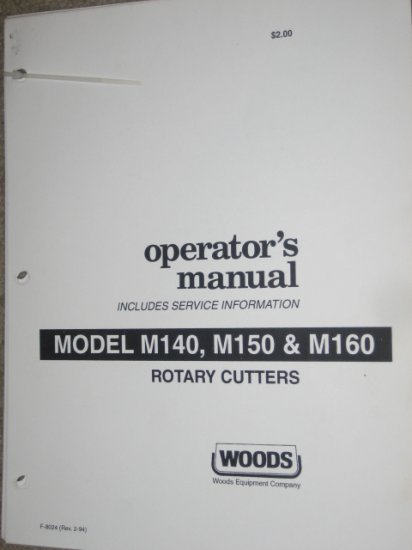 $2.00
operator's
manual
INCLUDES SERVICE INFORMATION
MODEL M140, M150 & M160
ROTARY CUTTERS
WOODS
Woods Equipment Company
F-8024 (Rev. 2-94)